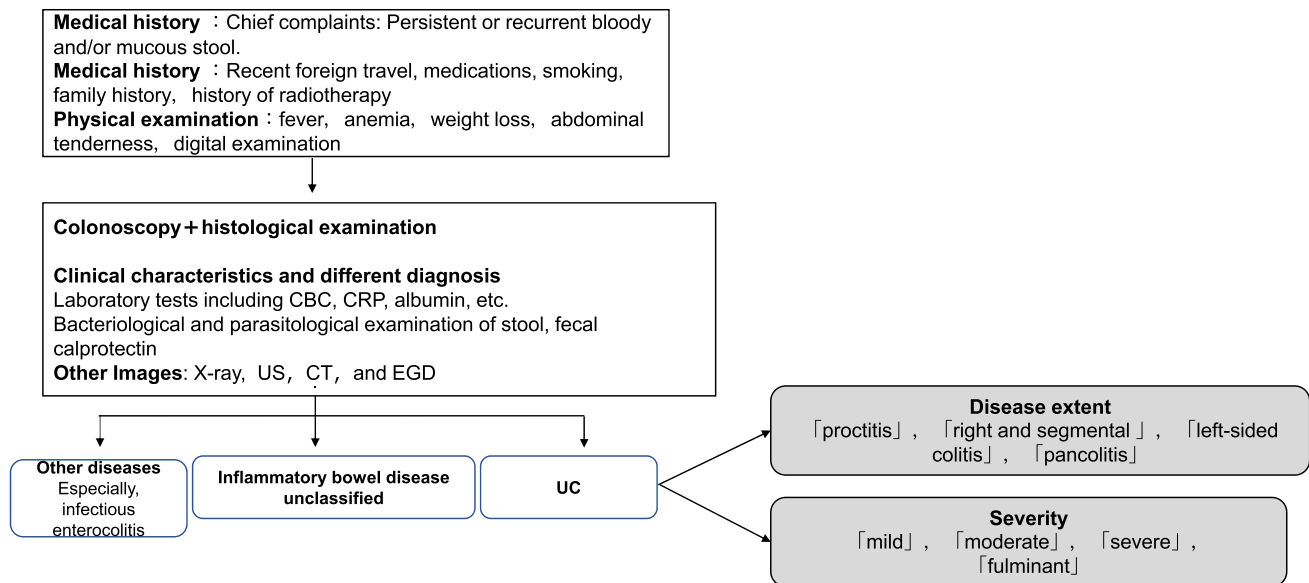 Medical history ：Chief complaints: Persistent or recurrent bloody
and/or mucous stool.
Medical history ：Recent foreign travel, medications, smoking,
family history, history of radiotherapy
Physical examination：fever, anemia, weight loss, abdominal
tenderness, digital examination
Colonoscopy＋histological examination
Clinical characteristics and different diagnosis
Laboratory tests including CBC, CRP, albumin, etc.
Bacteriological and parasitological examination of stool, fecal
calprotectin
Other Images: X-ray, US, CT, and EGD
Other diseases
Especially,
infectious
enterocolitis
Inflammatory bowel disease
unclassified
UC
Disease extent
「proctitis」, 「right and segmental 」, 「left-sided
colitis」, 「pancolitis」
Severity
「mild」, 「moderate」, 「severe」,
「fulminant」